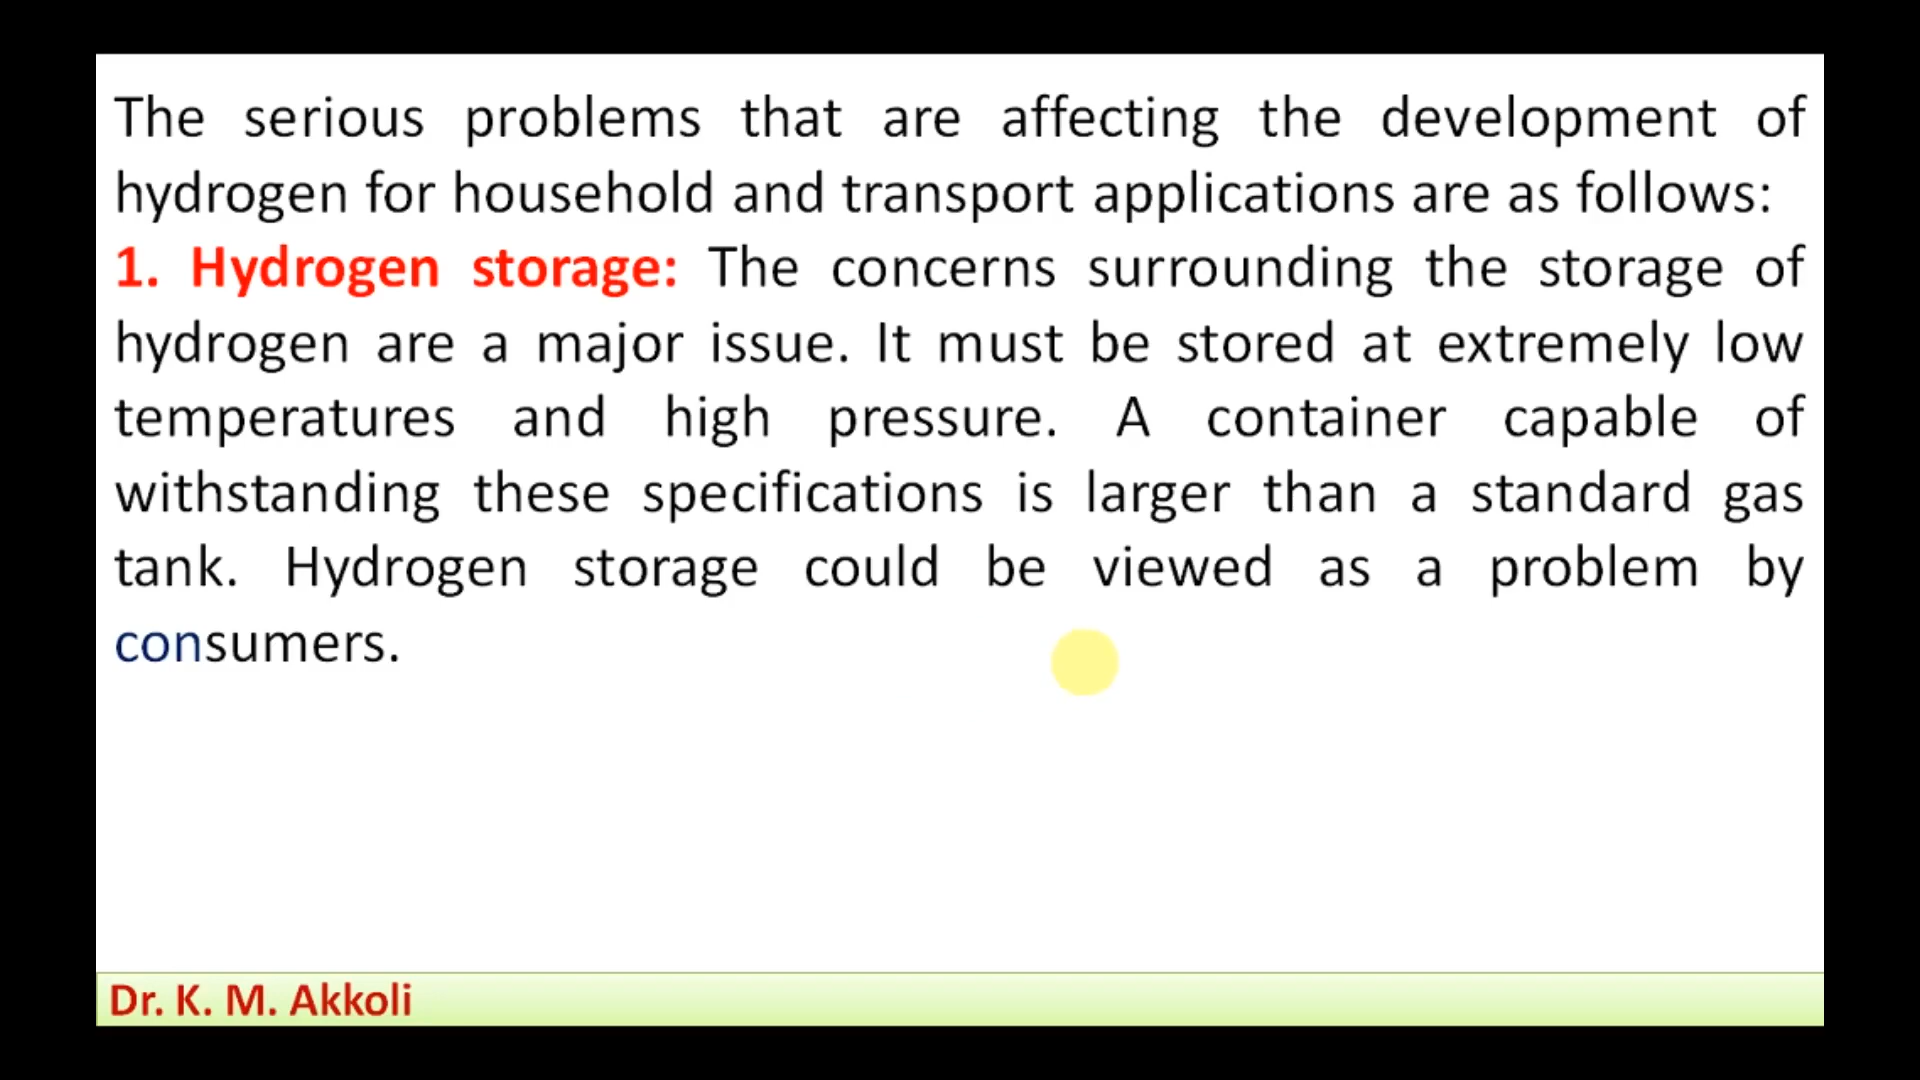 The serious problems that are affecting the development of
hydrogen for household and transport applications are as follows:
1. Hydrogen storage: The concerns surrounding the storage of
hydrogen are a major issue. It must be stored at extremely low
temperatures and high pressure. A container capable of
withstanding these specifications is larger than a standard gas
tank. Hydrogen storage could be viewed as a problem by
consumers.
Dr. K. M. Akkoli